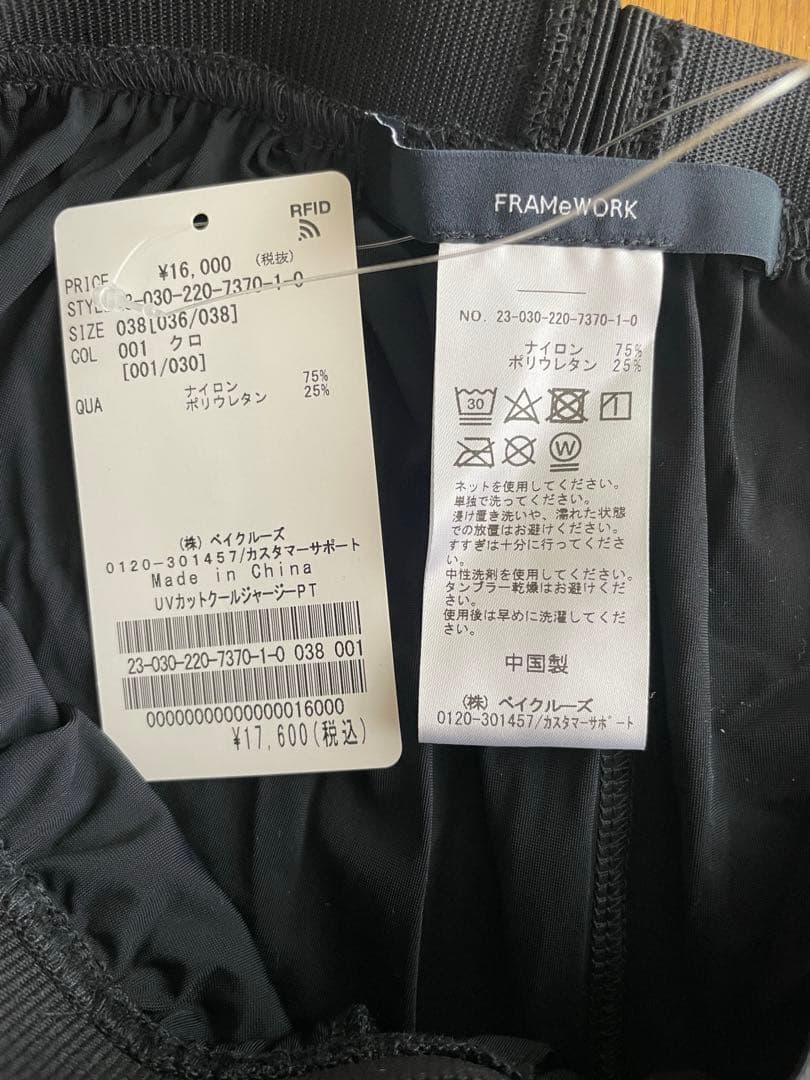 RFID
PRICE ¥16,000 (税抜)
STYLE 23-030-220-7370-1-0
SIZE 038[036/038]
COL 001 クロ
[001/030]
QUA ナイロン 75%
ポリウレタン 25%
(株) ベイクルーズ
0120-301457/カスタマーサポート
Made in China
UVカットクールジャージーPT
23-030-220-7370-1-0 038 001
00000000000000016000
¥17,600(税込)
FRAMeWORK
NO. 23-030-220-7370-1-0
ナイロン 75%
ポリウレタン 25%
30
W
ネットを使用してください。
単独で洗ってください。
浸け置き洗いや、濡れた状態
での放置はお避けください。
すすぎは十分に行ってくださ
い。
中性洗剤を使用してください。
タンブラー乾燥はお避けくだ
さい。
使用後は早めに洗濯してくだ
さい。
中国製
(株) ベイクルーズ
0120-301457/カスタマーサポート